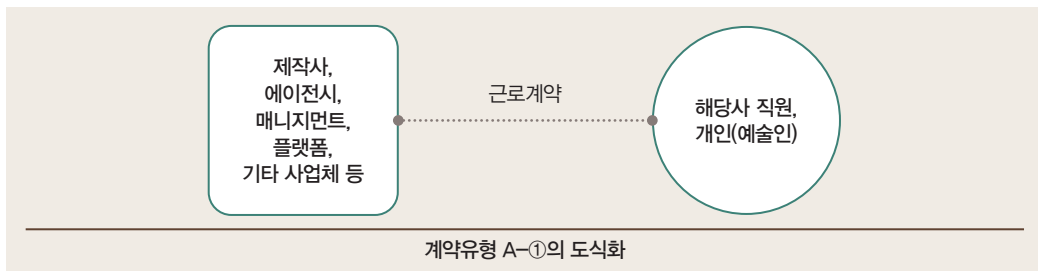 제작사,
에이전시,
매니지먼트,
플랫폼,
기타 사업체 등
근로계약
해당사 직원,
개인(예술인)
계약유형 A-①의 도식화